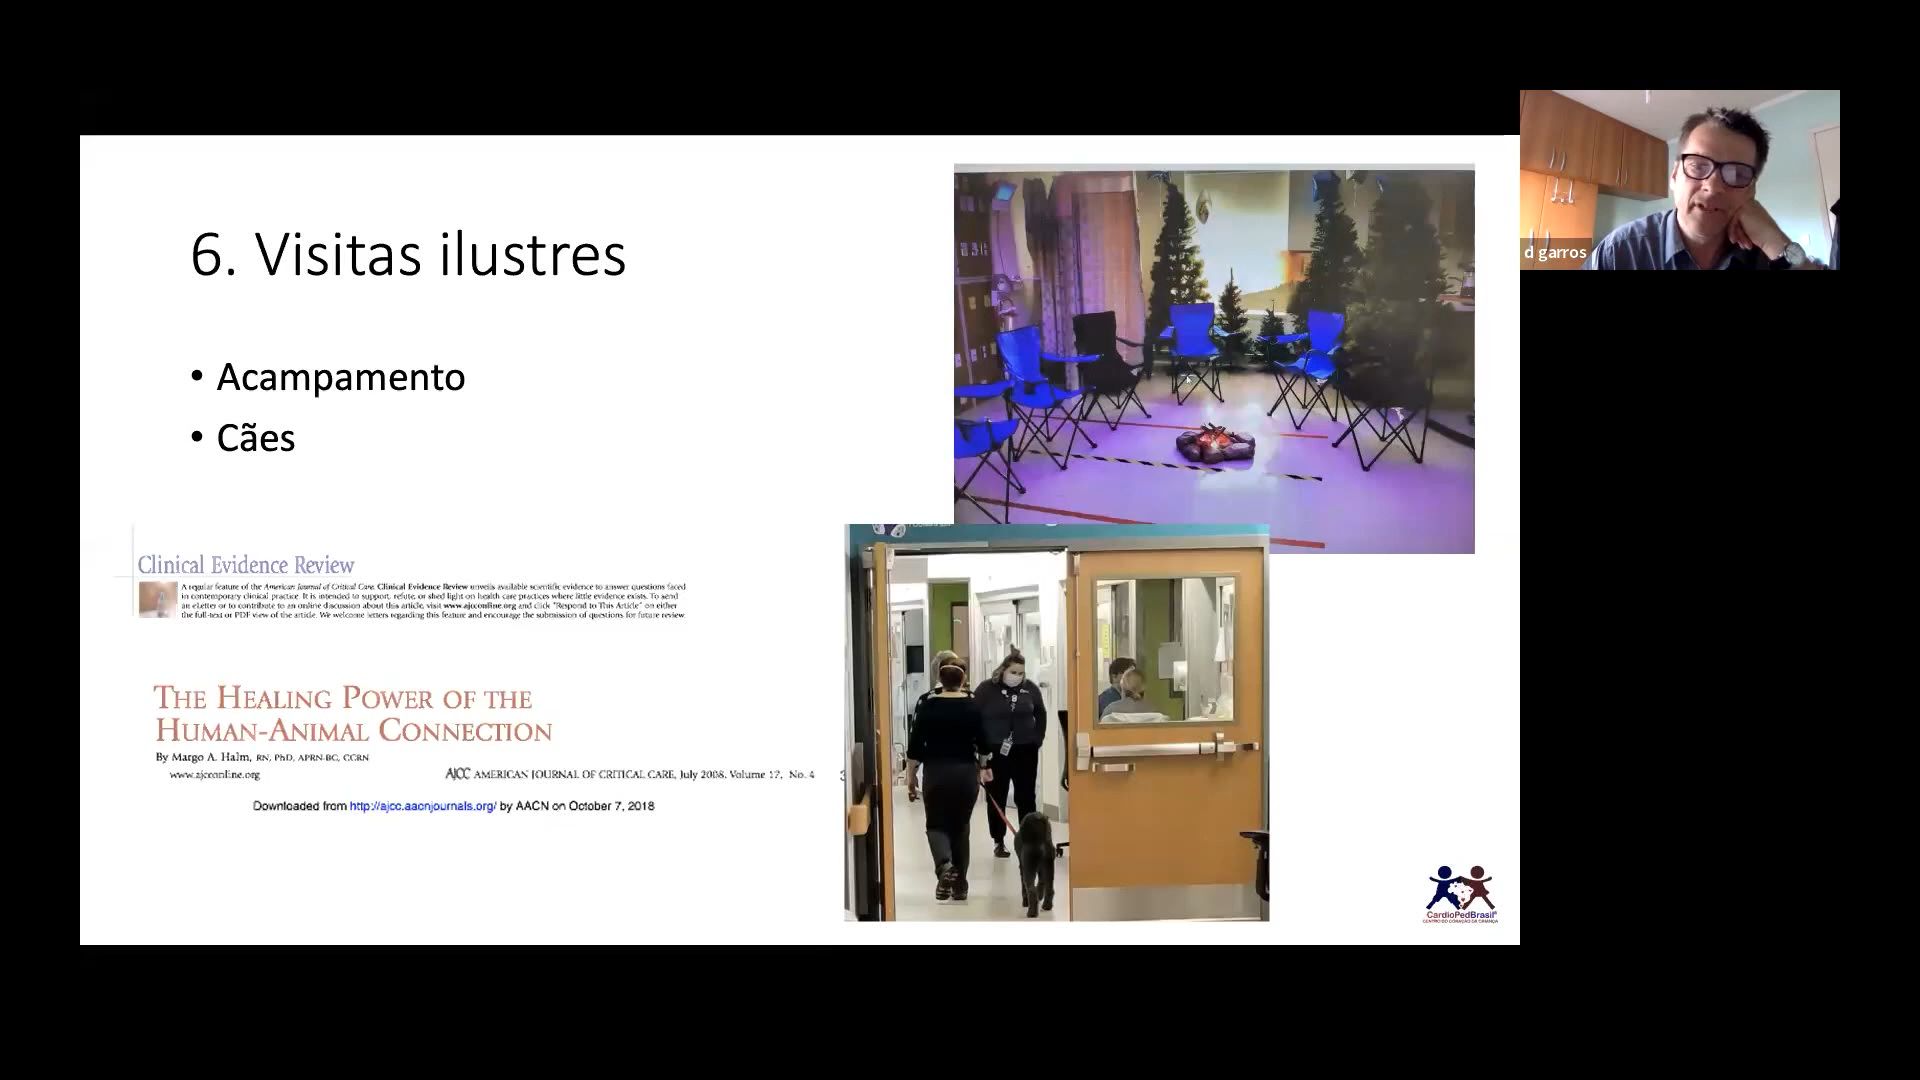 6. Visitas ilustres
• Acampamento
• Cães
Clinical Evidence Review
A regular feature of the American Journal of Critical Care, Clinical Evidence Review unveils available scientific evidence to answer questions faced
in contemporary clinical practice. It is intended to support, refute, or shed light on health care practices where little evidence exists. To send
an eLetter or to contribute to an online discussion about this article, visit www.ajcconline.org and click "Respond to This Article" on either
the full-text or PDF view of the article. We welcome letters regarding this feature and encourage the submission of questions for future review.
THE HEALING POWER OF THE
HUMAN-ANIMAL CONNECTION
By Margo A. Halm, RN, PhD, APRN-BC, CCRN
www.ajcconline.org
AJCC AMERICAN JOURNAL OF CRITICAL CARE, July 2008, Volume 17, No. 4
Downloaded from http://ajcc.aacnjournals.org/ by AACN on October 7, 2018
d garros
CardioPedBrasil®
CENTRO DO CORAÇÃO DA CRIANÇA